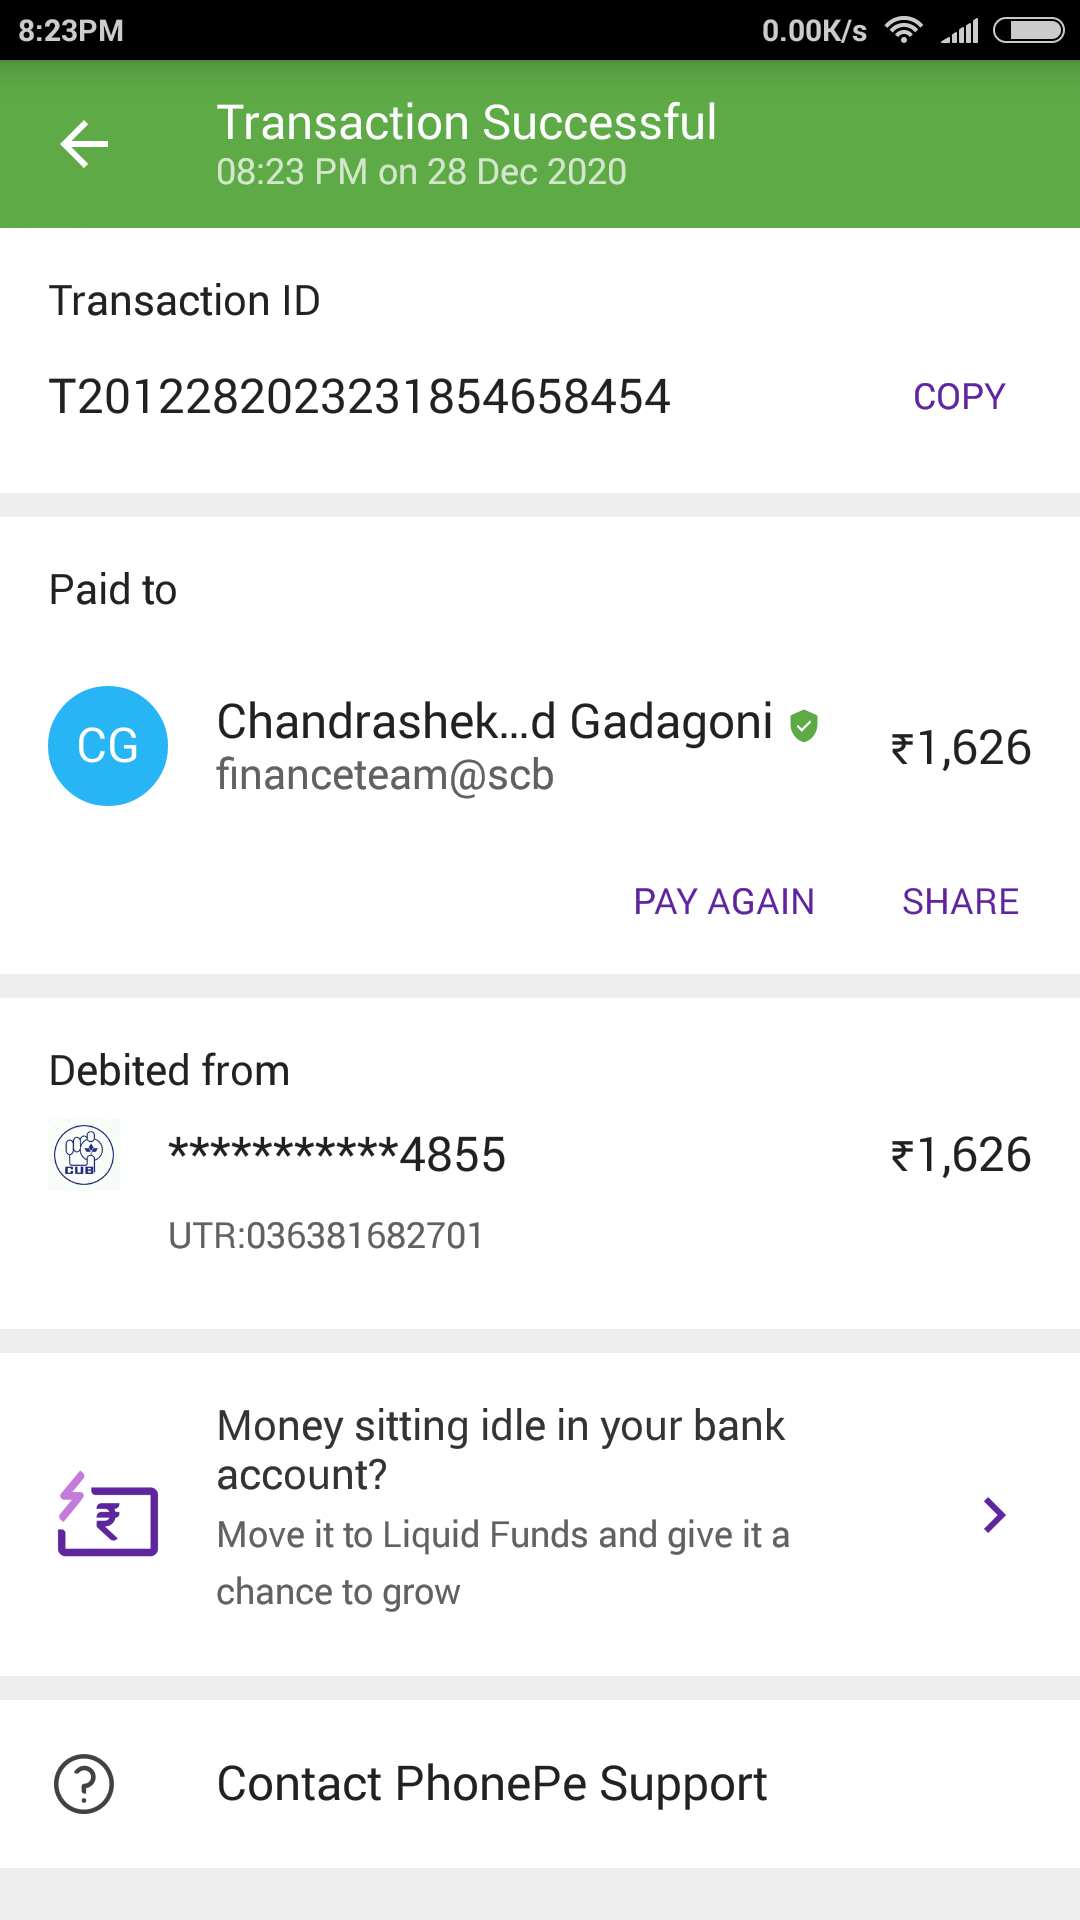 8:23PM 0.00K/s
Transaction Successful
08:23 PM on 28 Dec 2020
Transaction ID
T2012282023231854658454 COPY
Paid to
CG Chandrashek...d Gadagoni ₹1,626
financeteam@scb
PAY AGAIN SHARE
Debited from
CUB ***********4855 ₹1,626
UTR:036381682701
Money sitting idle in your bank
account?
Move it to Liquid Funds and give it a
chance to grow
Contact PhonePe Support